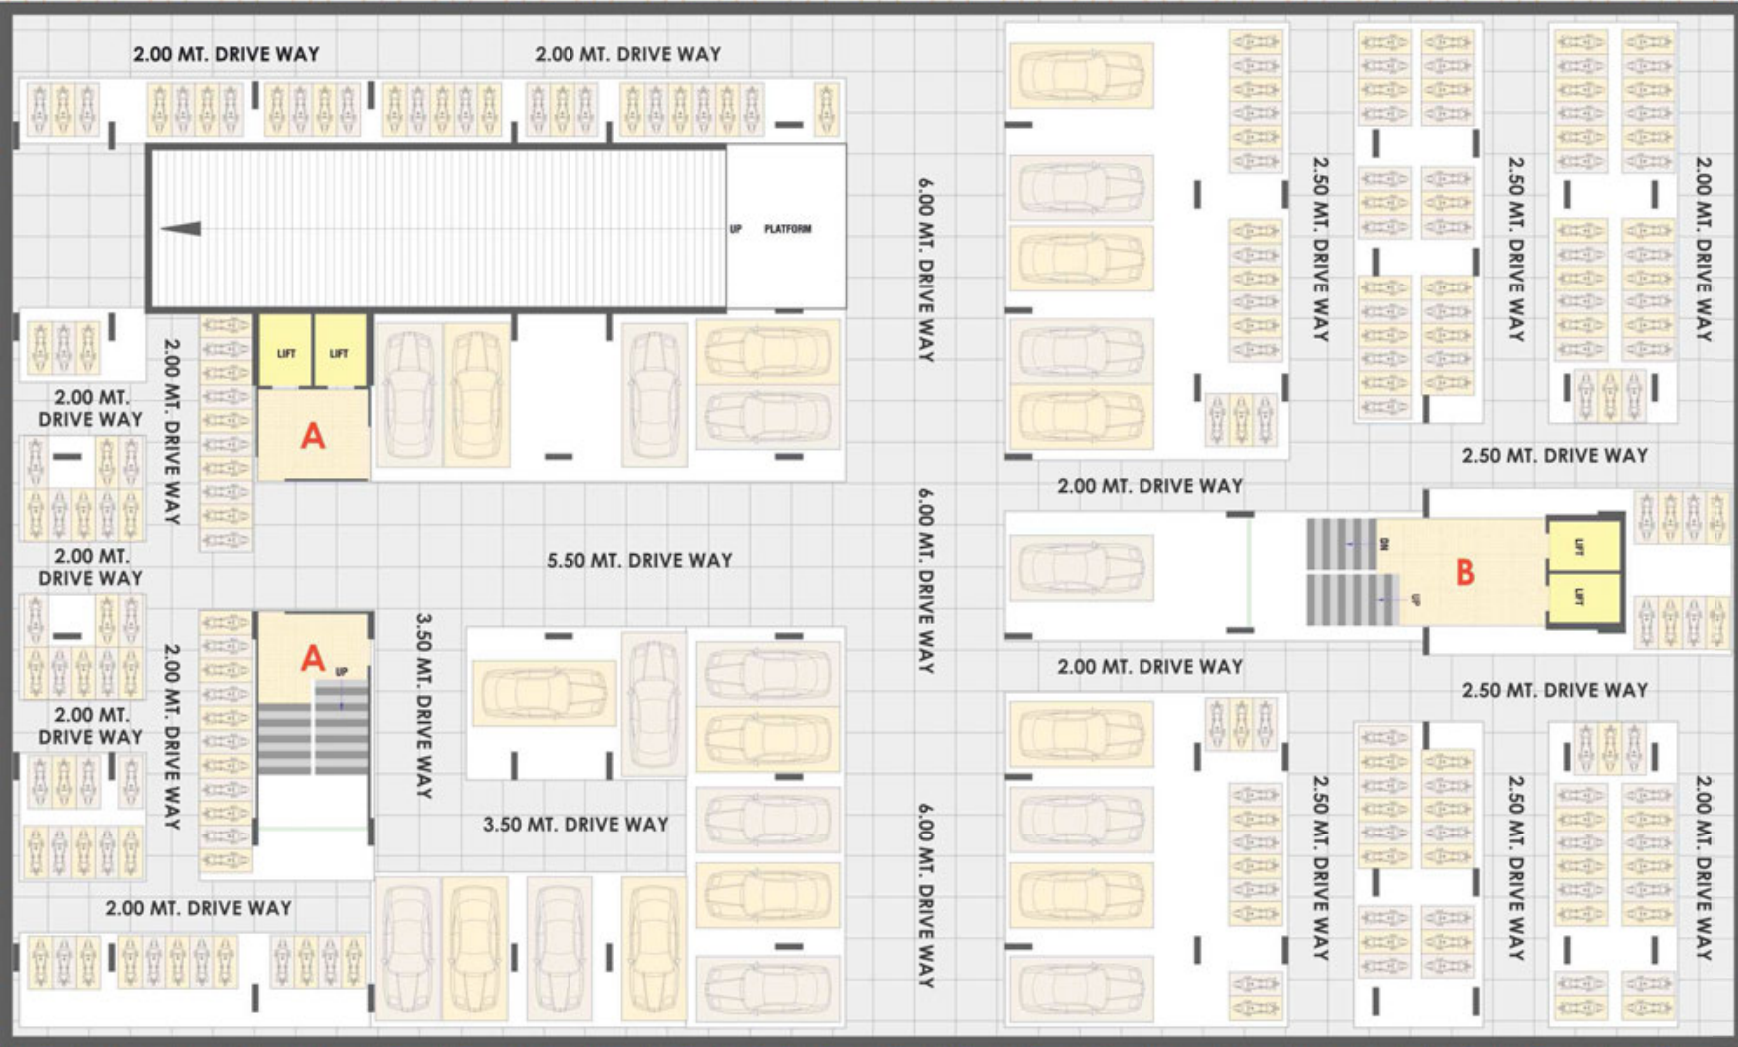 2.00 MT. DRIVE WAY
2.00 MT. DRIVE WAY
UP
PLATFORM
LIFT
LIFT
A
2.00 MT.
DRIVE WAY
2.00 MT. DRIVE WAY
2.00 MT.
DRIVE WAY
2.00 MT.
DRIVE WAY
2.00 MT. DRIVE WAY
A
UP
2.00 MT. DRIVE WAY
5.50 MT. DRIVE WAY
3.50 MT. DRIVE WAY
3.50 MT. DRIVE WAY
6.00 MT. DRIVE WAY
6.00 MT. DRIVE WAY
6.00 MT. DRIVE WAY
2.50 MT. DRIVE WAY
2.50 MT. DRIVE WAY
2.00 MT. DRIVE WAY
2.50 MT. DRIVE WAY
2.00 MT. DRIVE WAY
DN
UP
B
LIFT
LIFT
2.00 MT. DRIVE WAY
2.50 MT. DRIVE WAY
2.50 MT. DRIVE WAY
2.50 MT. DRIVE WAY
2.00 MT. DRIVE WAY